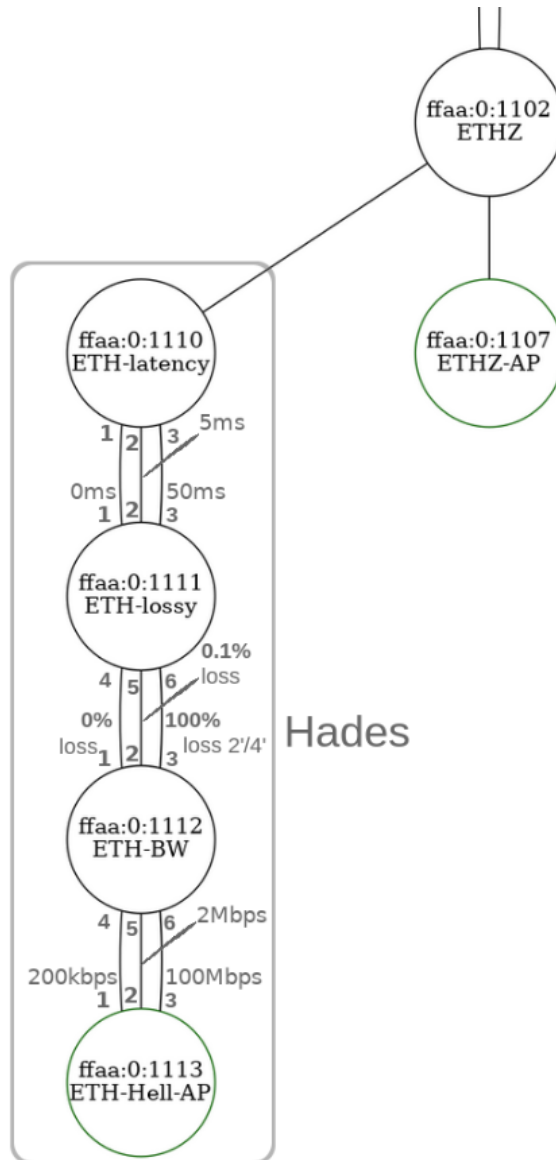 ffaa:0:1102
ETHZ
ffaa:0:1110
ETH-latency
ffaa:0:1107
ETHZ-AP
1 2 3 5ms
0ms 50ms
1 2 3
ffaa:0:1111
ETH-lossy
4 5 6 0.1%
loss
0% 100%
loss loss 2'/4'
1 2 3
Hades
ffaa:0:1112
ETH-BW
4 5 6 2Mbps
200kbps 100Mbps
1 2 3
ffaa:0:1113
ETH-Hell-AP